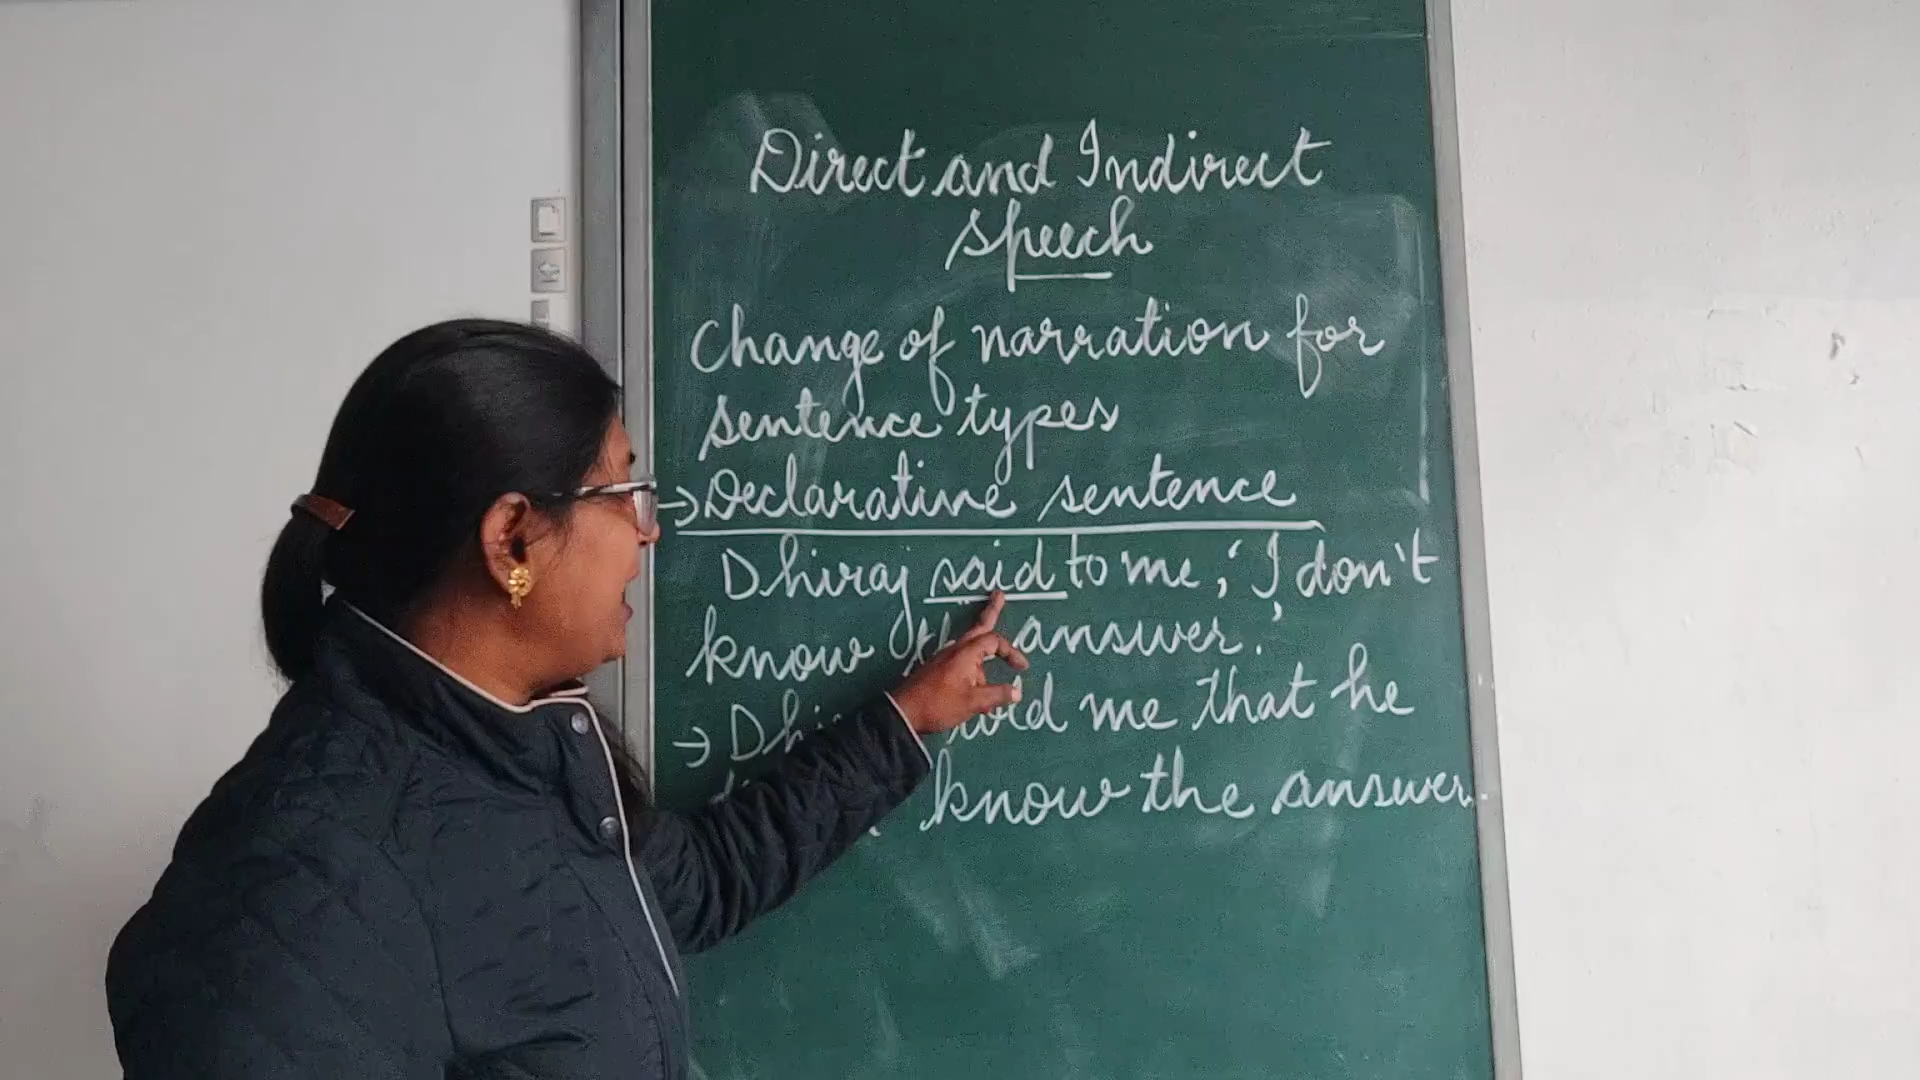 Direct and Indirect
speech
Change of narration for
sentence types
→ Declarative sentence
Dhiraj said to me, 'I don't
know answer.'
→ told me that he
know the answer.